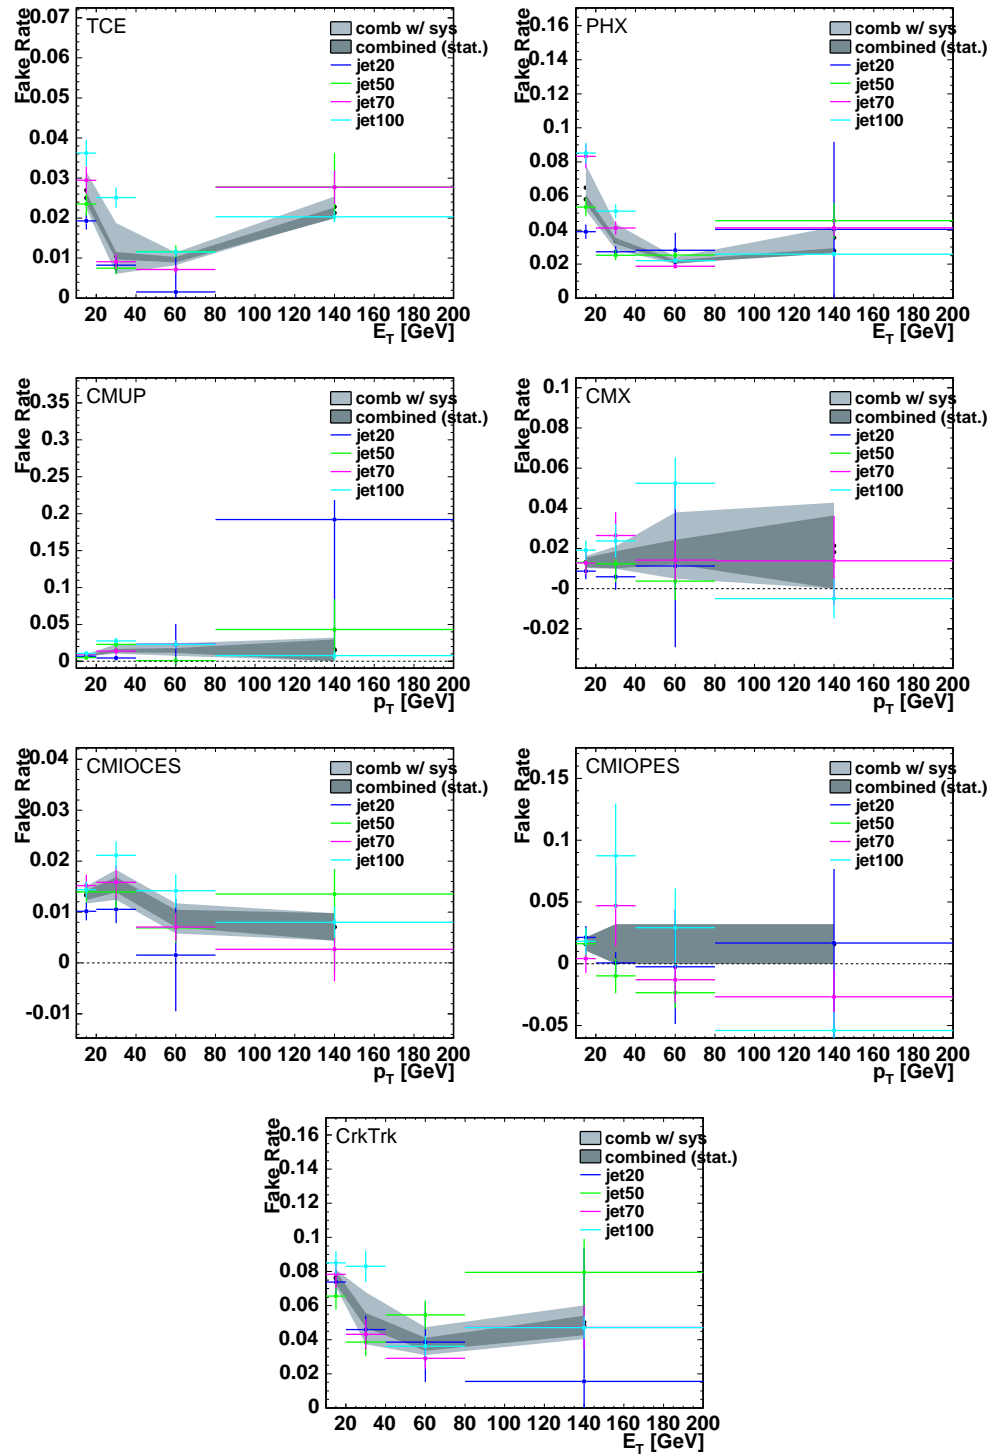 TCE
Fake Rate
0.07
0.06
0.05
0.04
0.03
0.02
0.01
0
comb w/ sys
combined (stat.)
jet20
jet50
jet70
jet100
20 40 60 80 100 120 140 160 180 200
E_T [GeV]
PHX
Fake Rate
0.16
0.14
0.12
0.1
0.08
0.06
0.04
0.02
0
comb w/ sys
combined (stat.)
jet20
jet50
jet70
jet100
20 40 60 80 100 120 140 160 180 200
E_T [GeV]
CMUP
Fake Rate
0.35
0.3
0.25
0.2
0.15
0.1
0.05
0
comb w/ sys
combined (stat.)
jet20
jet50
jet70
jet100
20 40 60 80 100 120 140 160 180 200
p_T [GeV]
CMX
Fake Rate
0.1
0.08
0.06
0.04
0.02
-0
-0.02
comb w/ sys
combined (stat.)
jet20
jet50
jet70
jet100
20 40 60 80 100 120 140 160 180 200
p_T [GeV]
CMIOCES
Fake Rate
0.04
0.03
0.02
0.01
0
-0.01
comb w/ sys
combined (stat.)
jet20
jet50
jet70
jet100
20 40 60 80 100 120 140 160 180 200
p_T [GeV]
CMIOPES
Fake Rate
0.15
0.1
0.05
0
-0.05
comb w/ sys
combined (stat.)
jet20
jet50
jet70
jet100
20 40 60 80 100 120 140 160 180 200
p_T [GeV]
CrkTrk
Fake Rate
0.16
0.14
0.12
0.1
0.08
0.06
0.04
0.02
0
comb w/ sys
combined (stat.)
jet20
jet50
jet70
jet100
20 40 60 80 100 120 140 160 180 200
E_T [GeV]